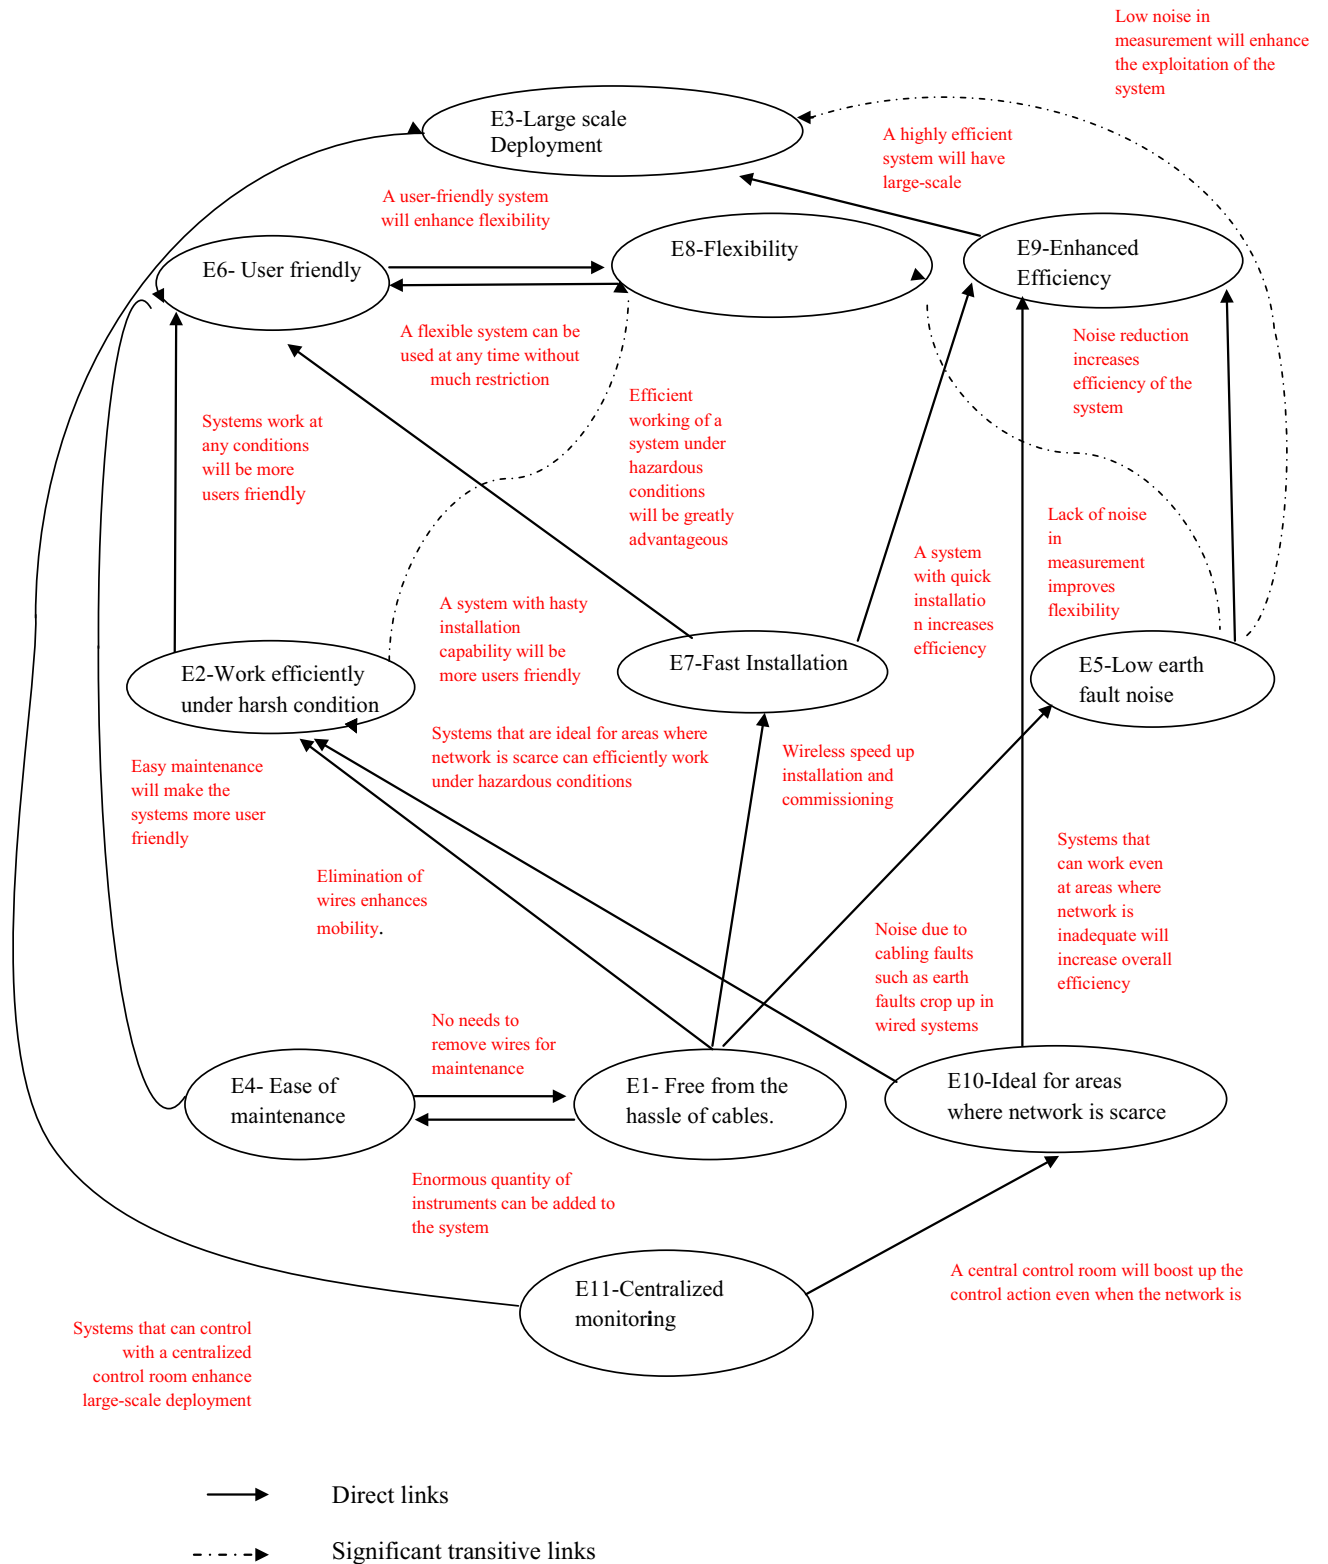 Low noise in
measurement will enhance
the exploitation of the
system
E3-Large scale
Deployment
A highly efficient
system will have
large-scale
A user-friendly system
will enhance flexibility
E6- User friendly
E8-Flexibility
E9-Enhanced
Efficiency
A flexible system can be
used at any time without
much restriction
Noise reduction
increases
efficiency of the
system
Systems work at
any conditions
will be more
users friendly
Efficient
working of a
system under
hazardous
conditions
will be greatly
advantageous
Lack of noise
in
measurement
improves
flexibility
A system
with quick
installatio
n increases
efficiency
A system with hasty
installation
capability will be
more users friendly
E2-Work efficiently
under harsh condition
E7-Fast Installation
E5-Low earth
fault noise
Systems that are ideal for areas where
network is scarce can efficiently work
under hazardous conditions
Wireless speed up
installation and
commissioning
Easy maintenance
will make the
systems more user
friendly
Elimination of
wires enhances
mobility.
Systems that
can work even
at areas where
network is
inadequate will
increase overall
efficiency
Noise due to
cabling faults
such as earth
faults crop up in
wired systems
No needs to
remove wires for
maintenance
E4- Ease of
maintenance
E1- Free from the
hassle of cables.
E10-Ideal for areas
where network is scarce
Enormous quantity of
instruments can be added to
the system
E11-Centralized
monitoring
A central control room will boost up the
control action even when the network is
Systems that can control
with a centralized
control room enhance
large-scale deployment
Direct links
Significant transitive links